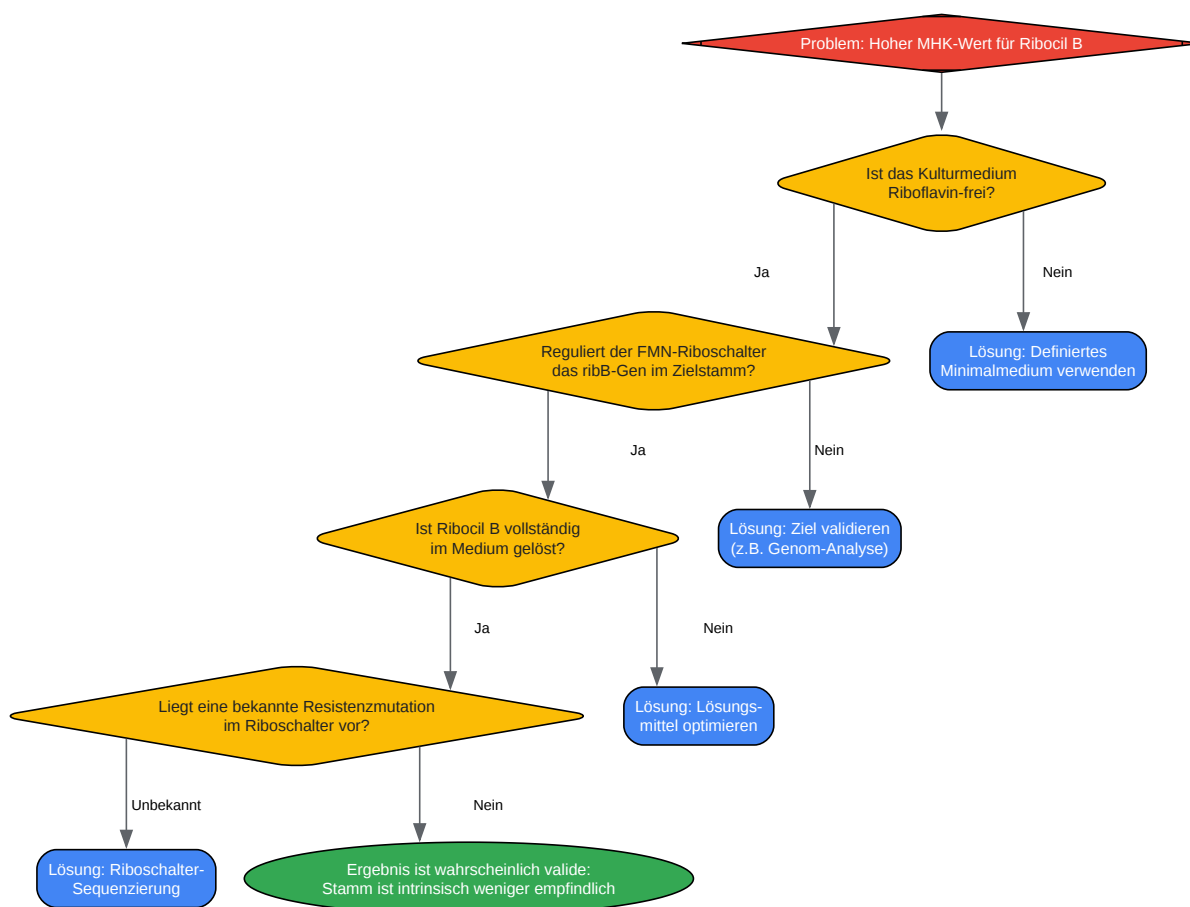 Problem: Hoher MHK-Wert für Ribocil B
Ist das Kulturmedium
Riboflavin-frei?
Ja
Nein
Reguliert der FMN-Riboschalter
das ribB-Gen im Zielstamm?
Lösung: Definiertes
Minimalmedium verwenden
Ja
Nein
Ist Ribocil B vollständig
im Medium gelöst?
Lösung: Ziel validieren
(z.B. Genom-Analyse)
Ja
Nein
Liegt eine bekannte Resistenzmutation
im Riboschalter vor?
Lösung: Lösungs-
mittel optimieren
Unbekannt
Nein
Lösung: Riboschalter-
Sequenzierung
Ergebnis ist wahrscheinlich valide:
Stamm ist intrinsisch weniger empfindlich